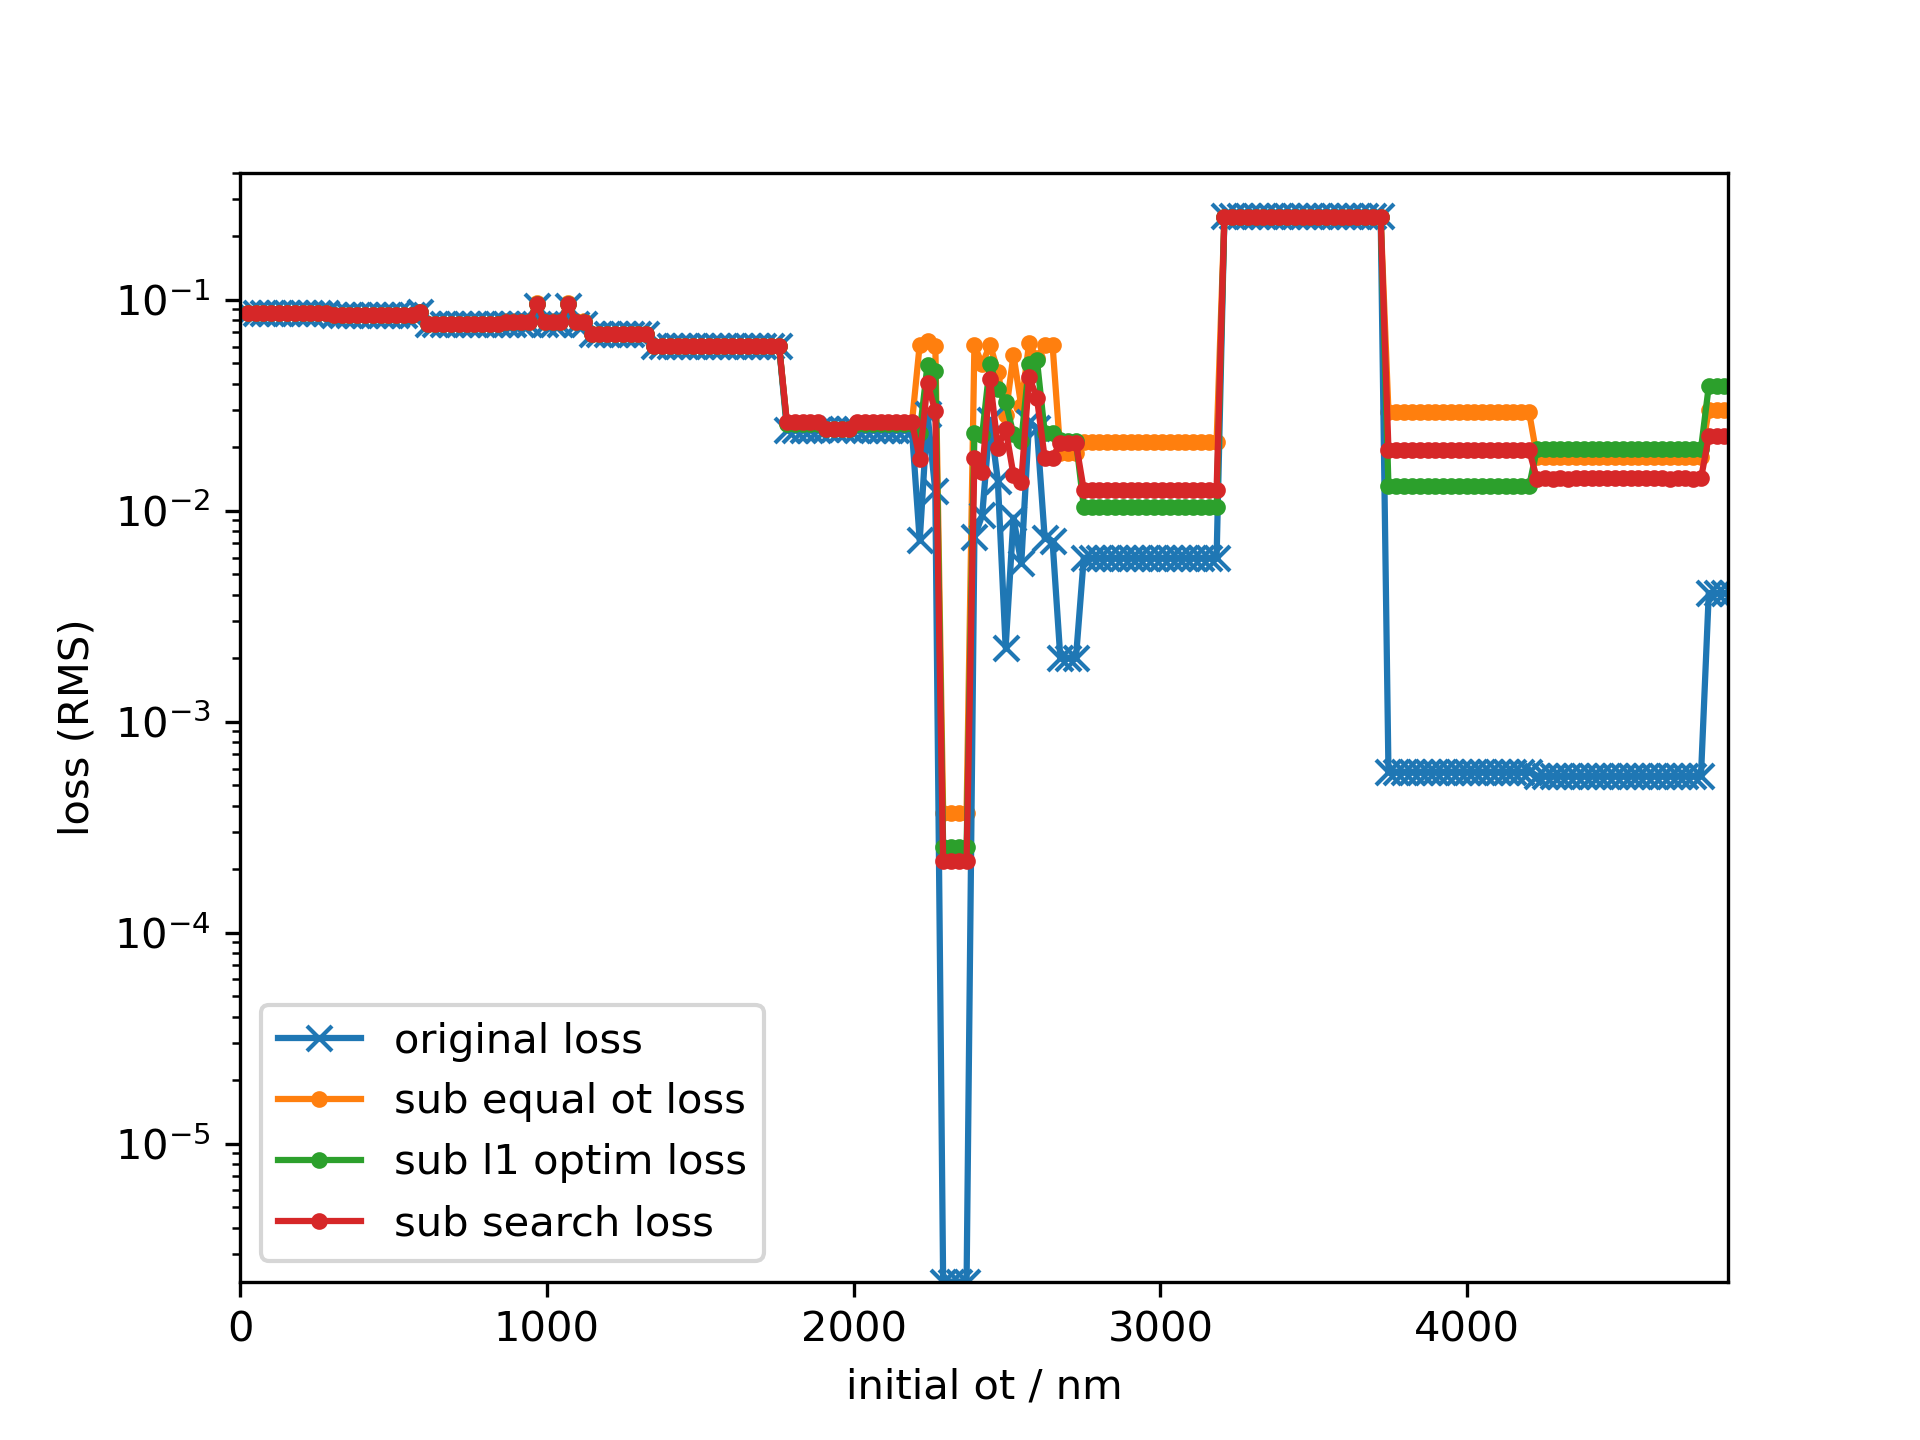 10⁻¹
10⁻²
10⁻³
10⁻⁴
10⁻⁵
loss (RMS)
original loss
sub equal ot loss
sub l1 optim loss
sub search loss
0 1000 2000 3000 4000
initial ot / nm